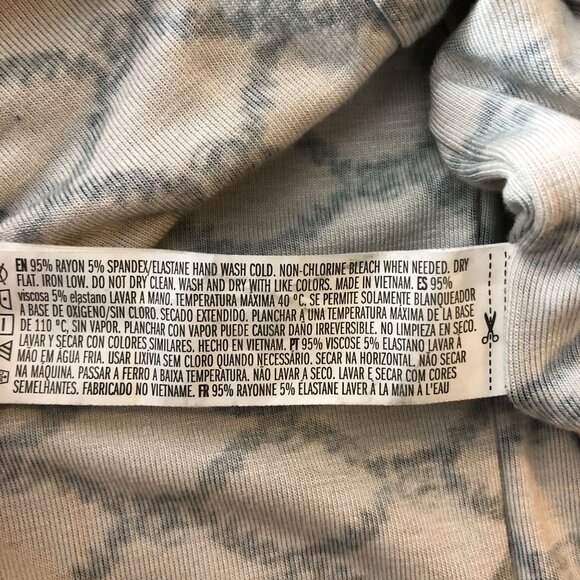 EN 95% RAYON 5% SPANDEX/ELASTANE HAND WASH COLD. NON-CHLORINE BLEACH WHEN NEEDED. DRY
FLAT. IRON LOW. DO NOT DRY CLEAN. WASH AND DRY WITH LIKE COLORS. MADE IN VIETNAM. ES 95%
viscosa 5% elastano LAVAR A MANO. TEMPERATURA MÁXIMA 40 °C. SE PERMITE SOLAMENTE BLANQUEADOR
A BASE DE OXÍGENO/SIN CLORO. SECADO EXTENDIDO. PLANCHAR A UNA TEMPERATURA MÁXIMA DE LA BASE
DE 110 °C, SIN VAPOR. PLANCHAR CON VAPOR PUEDE CAUSAR DAÑO IRREVERSIBLE. NO LIMPIEZA EN SECO.
LAVAR Y SECAR CON COLORES SIMILARES. HECHO EN VIETNAM. PT 95% VISCOSE 5% ELASTANO LAVAR À
MÃO EM ÁGUA FRIA. USAR LIXIVIA SEM CLORO QUANDO NECESSÁRIO. SECAR NA HORIZONTAL. NÃO SECAR
NA MÁQUINA. PASSAR A FERRO A BAIXA TEMPERATURA. NÃO LAVAR A SECO. LAVAR E SECAR COM CORES
SEMELHANTES. FABRICADO NO VIETNAME. FR 95% RAYONNE 5% ÉLASTANE LAVER À LA MAIN À L'EAU